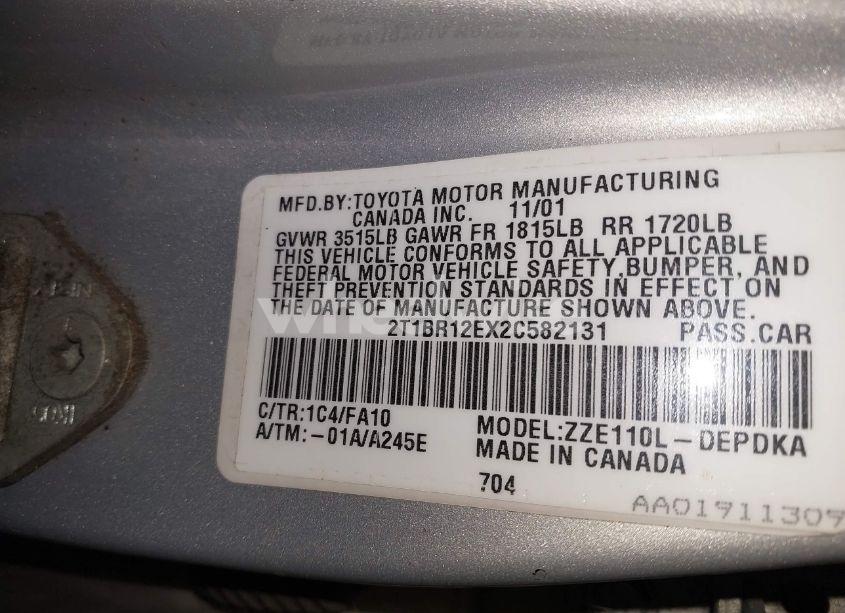 MFD.BY:TOYOTA MOTOR MANUFACTURING
CANADA INC. 11/01
GVWR 3515LB GAWR FR 1815LB RR 1720LB
THIS VEHICLE CONFORMS TO ALL APPLICABLE
FEDERAL MOTOR VEHICLE SAFETY,BUMPER, AND
THEFT PREVENTION STANDARDS IN EFFECT ON
THE DATE OF MANUFACTURE SHOWN ABOVE.
2T1BR12EX2C582131 PASS.CAR
C/TR:1C4/FA10 MODEL:ZZE110L-DEPDKA
A/TM:-01A/A245E MADE IN CANADA
704
AA01911309